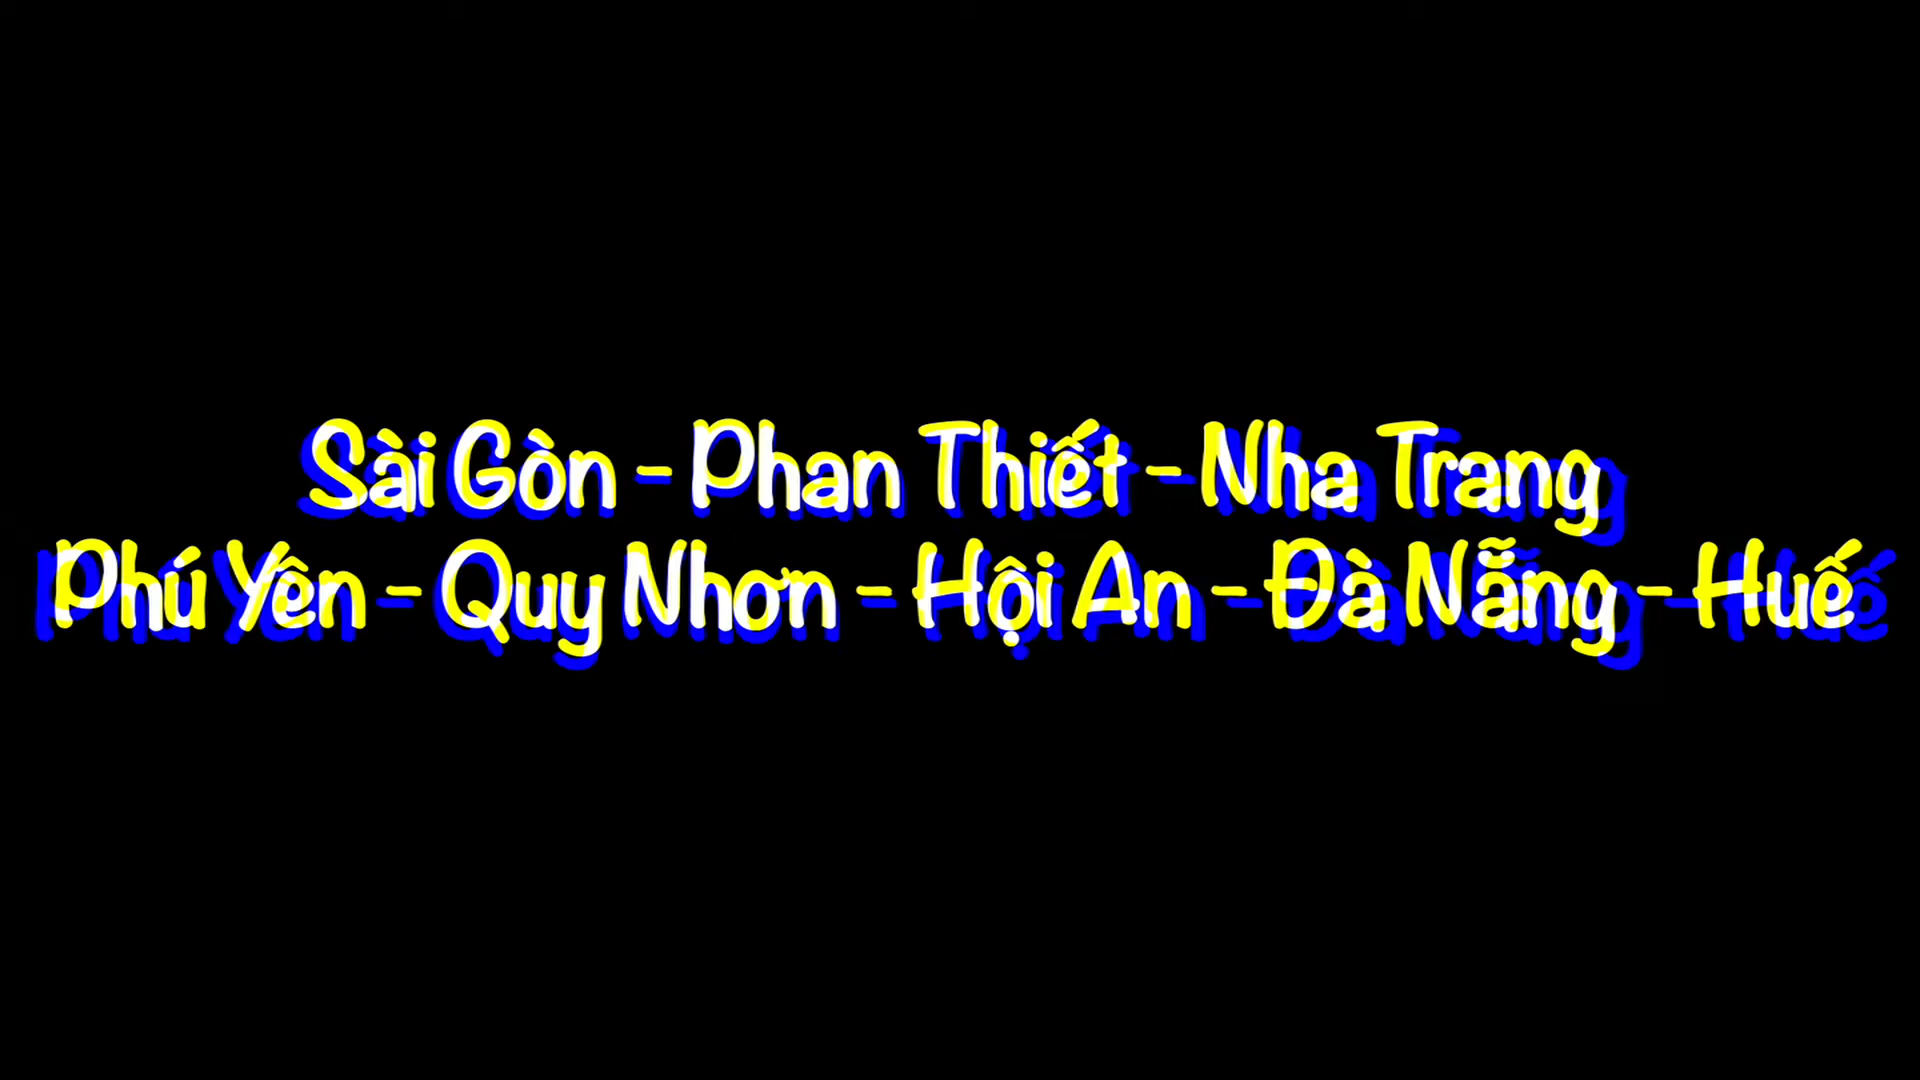 Sài Gòn - Phan Thiết - Nha Trang
Phú Yên - Quy Nhơn - Hội An - Đà Nẵng - Huế